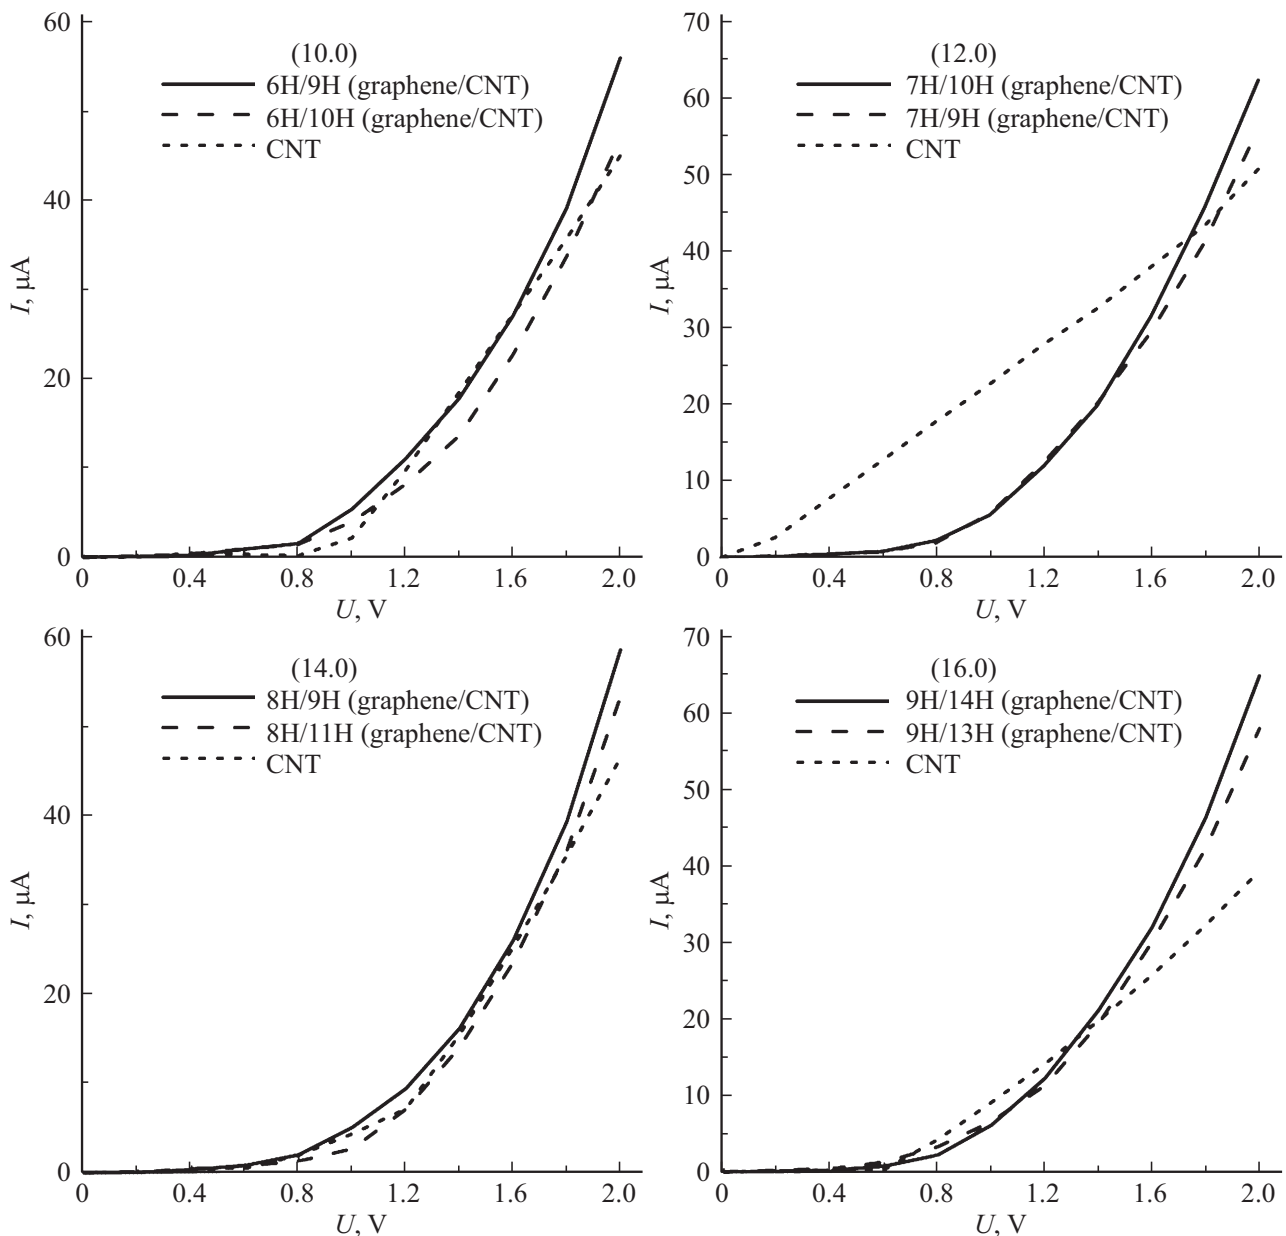 60
(10.0)
6H/9H (graphene/CNT)
6H/10H (graphene/CNT)
CNT
40
I, μA
20
0
0 0.4 0.8 1.2 1.6 2.0
U, V
70
(12.0)
7H/10H (graphene/CNT)
7H/9H (graphene/CNT)
CNT
60
50
40
I, μA
30
20
10
0
0 0.4 0.8 1.2 1.6 2.0
U, V
60
(14.0)
8H/9H (graphene/CNT)
8H/11H (graphene/CNT)
CNT
40
I, μA
20
0
0 0.4 0.8 1.2 1.6 2.0
U, V
70
(16.0)
9H/14H (graphene/CNT)
9H/13H (graphene/CNT)
CNT
60
50
40
I, μA
30
20
10
0
0 0.4 0.8 1.2 1.6 2.0
U, V